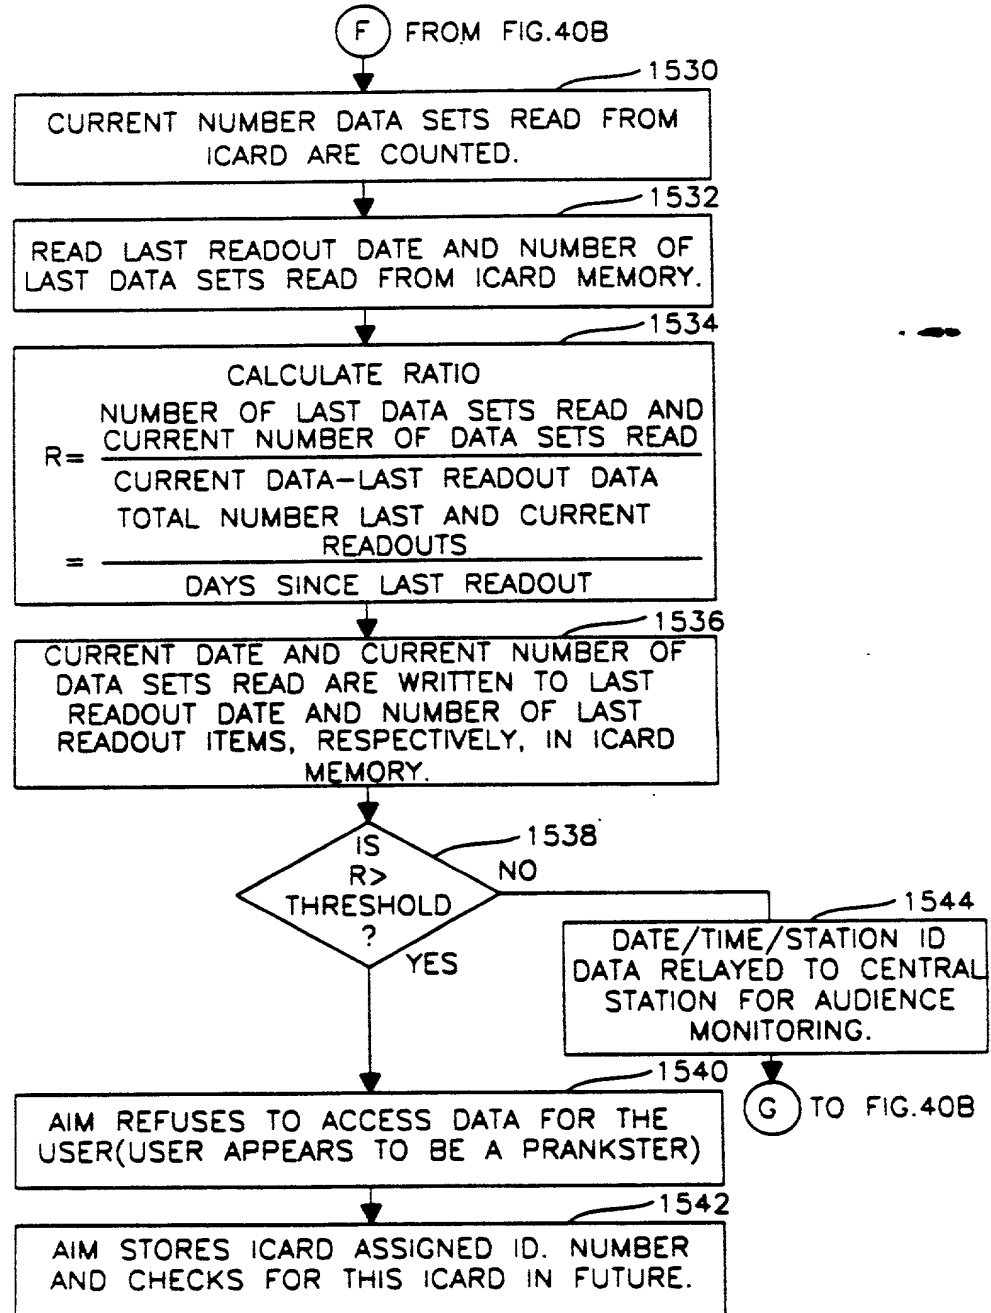 F FROM FIG.40B
1530
CURRENT NUMBER DATA SETS READ FROM
ICARD ARE COUNTED.
1532
READ LAST READOUT DATE AND NUMBER OF
LAST DATA SETS READ FROM ICARD MEMORY.
1534
CALCULATE RATIO
NUMBER OF LAST DATA SETS READ AND
CURRENT NUMBER OF DATA SETS READ
R=
CURRENT DATA-LAST READOUT DATA
TOTAL NUMBER LAST AND CURRENT
READOUTS
=
DAYS SINCE LAST READOUT
1536
CURRENT DATE AND CURRENT NUMBER OF
DATA SETS READ ARE WRITTEN TO LAST
READOUT DATE AND NUMBER OF LAST
READOUT ITEMS, RESPECTIVELY, IN ICARD
MEMORY.
1538
IS
R>
THRESHOLD
?
NO
YES
1544
DATE/TIME/STATION ID
DATA RELAYED TO CENTRAL
STATION FOR AUDIENCE
MONITORING.
G TO FIG.40B
1540
AIM REFUSES TO ACCESS DATA FOR THE
USER(USER APPEARS TO BE A PRANKSTER)
1542
AIM STORES ICARD ASSIGNED ID. NUMBER
AND CHECKS FOR THIS ICARD IN FUTURE.